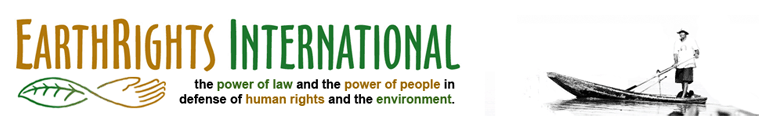 EARTHRIGHTS INTERNATIONAL
the power of law and the power of people in
defense of human rights and the environment.